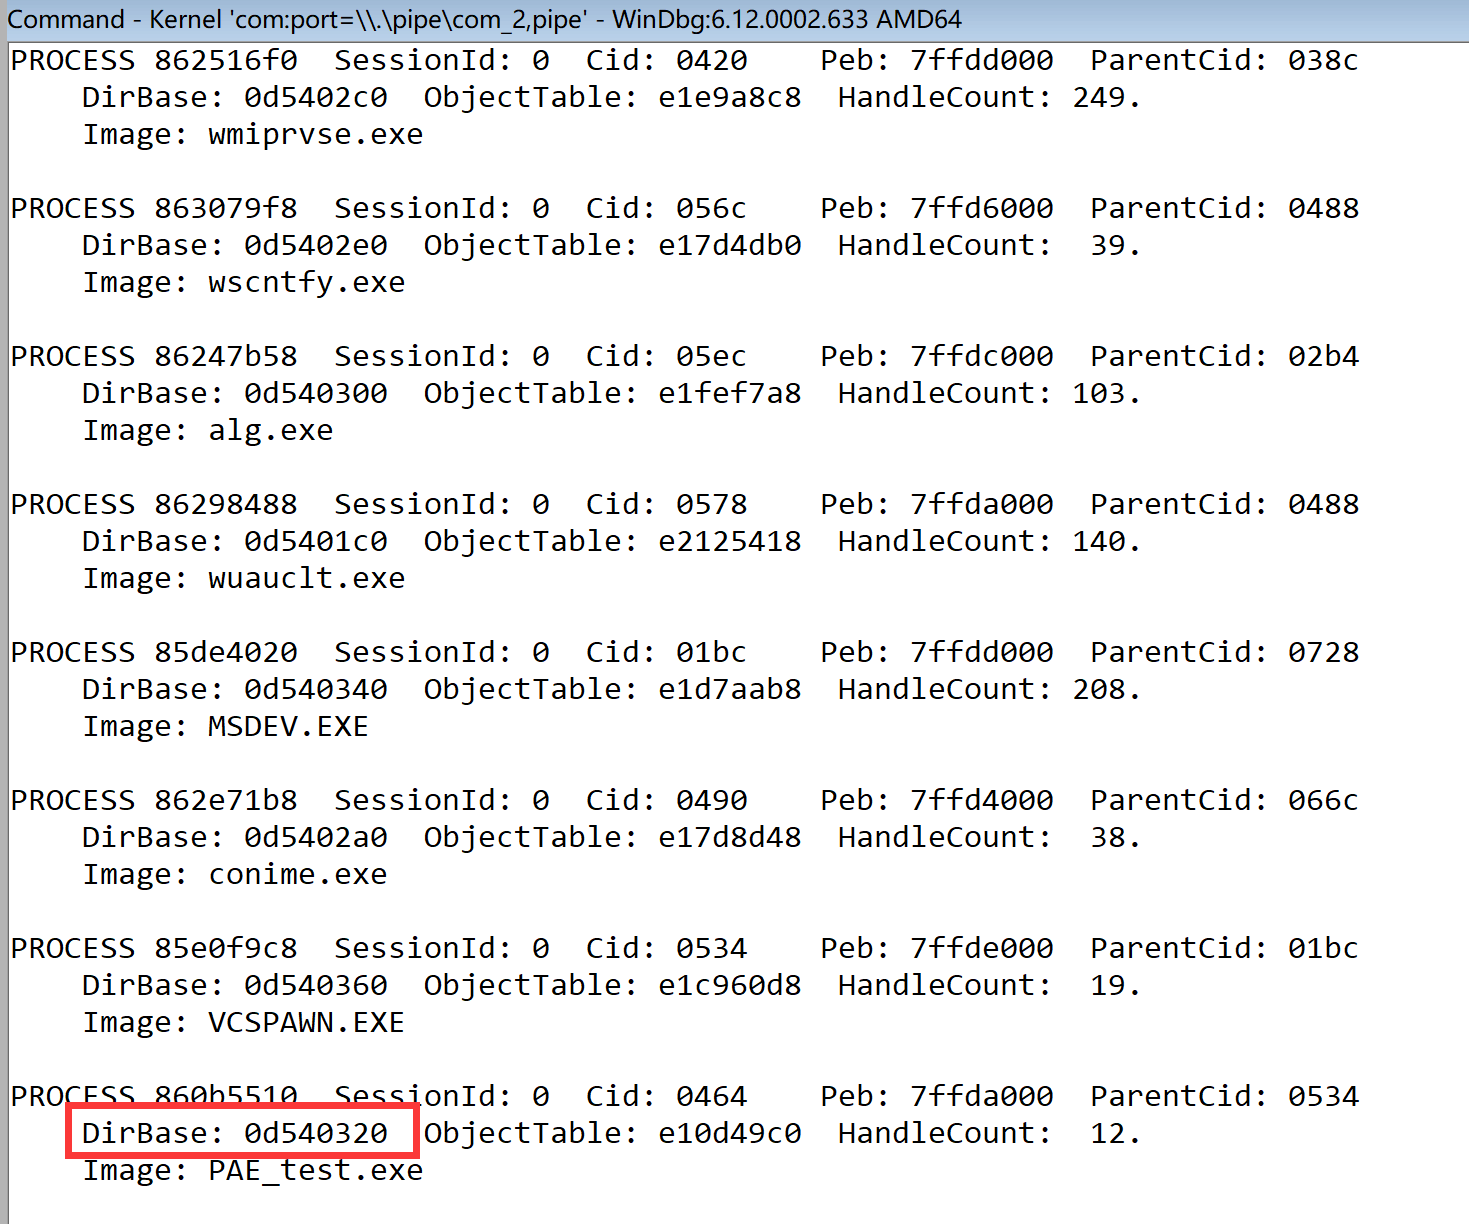 Command - Kernel 'com:port=\\.\pipe\com_2,pipe' - WinDbg:6.12.0002.633 AMD64
PROCESS 862516f0  SessionId: 0  Cid: 0420    Peb: 7ffdd000  ParentCid: 038c
    DirBase: 0d5402c0  ObjectTable: e1e9a8c8  HandleCount: 249.
    Image: wmiprvse.exe

PROCESS 863079f8  SessionId: 0  Cid: 056c    Peb: 7ffd6000  ParentCid: 0488
    DirBase: 0d5402e0  ObjectTable: e17d4db0  HandleCount:  39.
    Image: wscntfy.exe

PROCESS 86247b58  SessionId: 0  Cid: 05ec    Peb: 7ffdc000  ParentCid: 02b4
    DirBase: 0d540300  ObjectTable: e1fef7a8  HandleCount: 103.
    Image: alg.exe

PROCESS 86298488  SessionId: 0  Cid: 0578    Peb: 7ffda000  ParentCid: 0488
    DirBase: 0d5401c0  ObjectTable: e2125418  HandleCount: 140.
    Image: wuauclt.exe

PROCESS 85de4020  SessionId: 0  Cid: 01bc    Peb: 7ffdd000  ParentCid: 0728
    DirBase: 0d540340  ObjectTable: e1d7aab8  HandleCount: 208.
    Image: MSDEV.EXE

PROCESS 862e71b8  SessionId: 0  Cid: 0490    Peb: 7ffd4000  ParentCid: 066c
    DirBase: 0d5402a0  ObjectTable: e17d8d48  HandleCount:  38.
    Image: conime.exe

PROCESS 85e0f9c8  SessionId: 0  Cid: 0534    Peb: 7ffde000  ParentCid: 01bc
    DirBase: 0d540360  ObjectTable: e1c960d8  HandleCount:  19.
    Image: VCSPAWN.EXE

PROCESS 860b5510  SessionId: 0  Cid: 0464    Peb: 7ffda000  ParentCid: 0534
    DirBase: 0d540320  ObjectTable: e10d49c0  HandleCount:  12.
    Image: PAE_test.exe